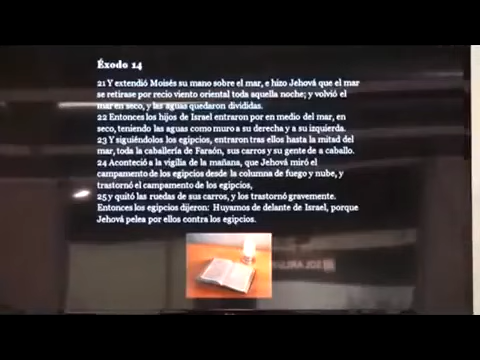 Éxodo 14
21 Y extendió Moisés su mano sobre el mar, e hizo Jehová que el mar
se retirase por recio viento oriental toda aquella noche; y volvió el
mar en seco, y las aguas quedaron divididas.
22 Entonces los hijos de Israel entraron por en medio del mar, en
seco, teniendo las aguas como muro a su derecha y a su izquierda.
23 Y siguiéndolos los egipcios, entraron tras ellos hasta la mitad del
mar, toda la caballería de Faraón, sus carros y su gente de a caballo.
24 Aconteció a la vigilia de la mañana, que Jehová miró el
campamento de los egipcios desde la columna de fuego y nube, y
trastornó el campamento de los egipcios,
25 y quitó las ruedas de sus carros, y los trastornó gravemente.
Entonces los egipcios dijeron: Huyamos de delante de Israel, porque
Jehová pelea por ellos contra los egipcios.